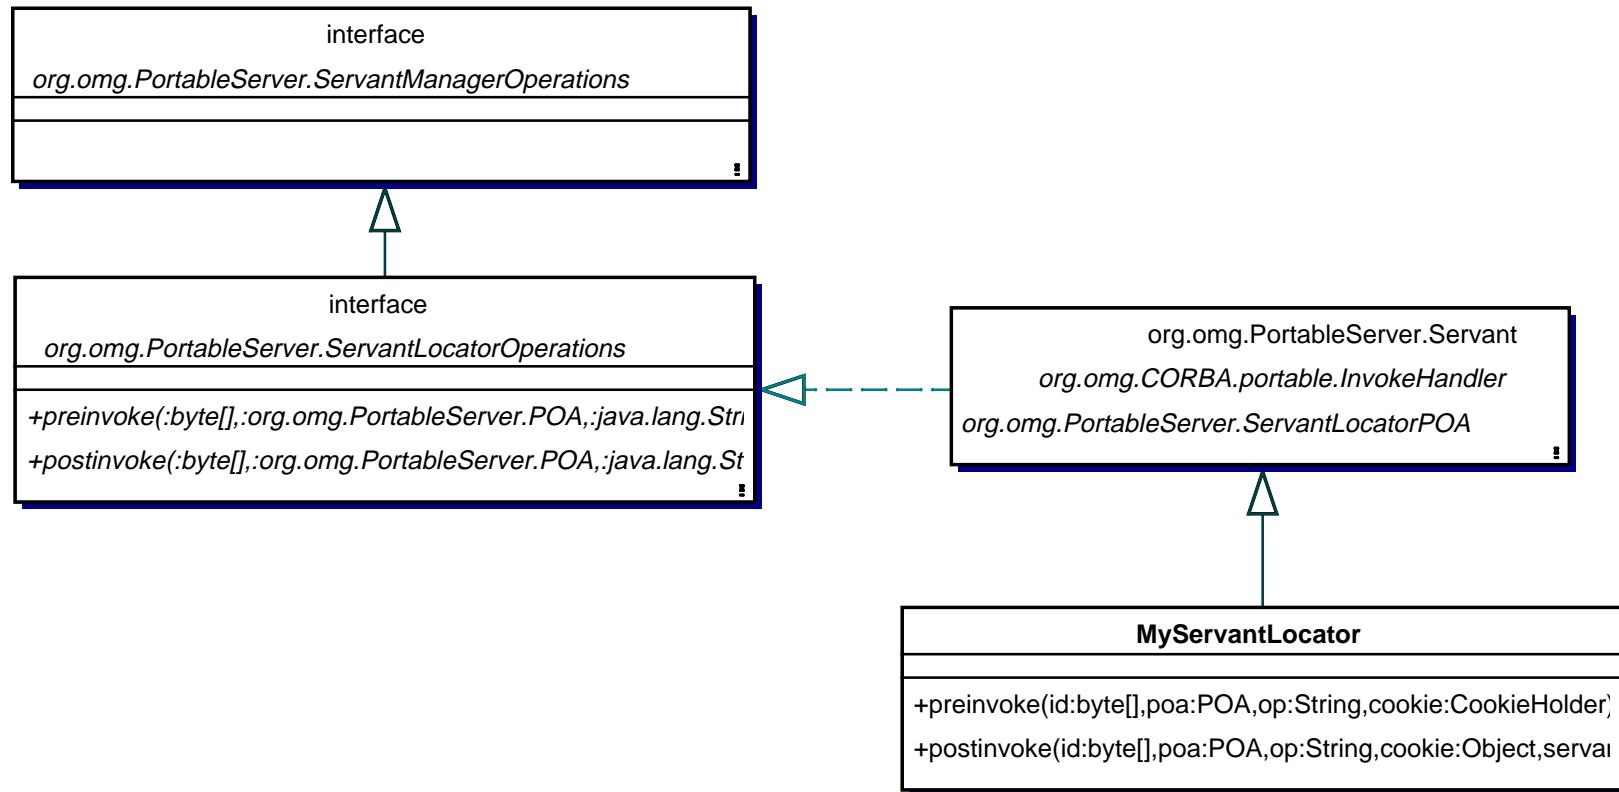 interface
org.omg.PortableServer.ServantManagerOperations
interface
org.omg.PortableServer.ServantLocatorOperations
+preinvoke(:byte[],:org.omg.PortableServer.POA,:java.lang.Stri
+postinvoke(:byte[],:org.omg.PortableServer.POA,:java.lang.St
org.omg.PortableServer.Servant
org.omg.CORBA.portable.InvokeHandler
org.omg.PortableServer.ServantLocatorPOA
MyServantLocator
+preinvoke(id:byte[],poa:POA,op:String,cookie:CookieHolder)
+postinvoke(id:byte[],poa:POA,op:String,cookie:Object,servan